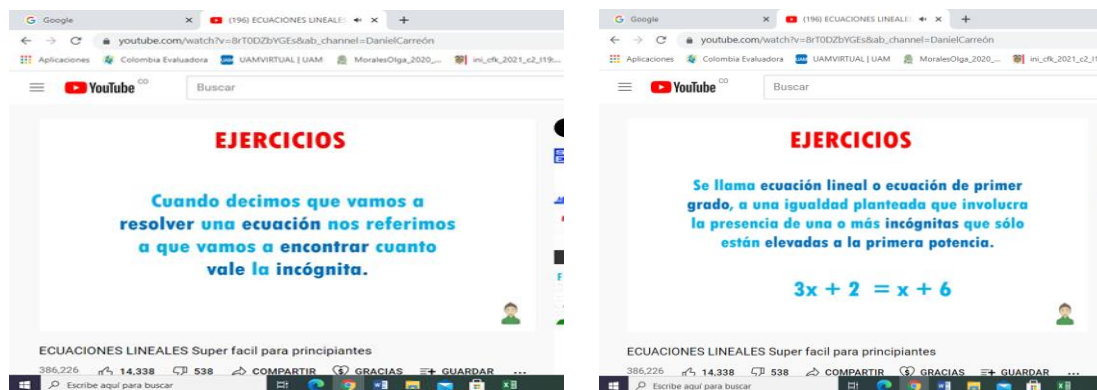 Google
(196) ECUACIONES LINEALES
youtube.com/watch?v=8rT0DZbYGEs&ab_channel=DanielCarreón
Aplicaciones Colombia Evaluadora UAMVIRTUAL | UAM MoralesOlga_2020_... ini_cfk_2021_c2_l19:...
YouTube CO
Buscar
EJERCICIOS
Cuando decimos que vamos a
resolver una ecuación nos referimos
a que vamos a encontrar cuanto
vale la incógnita.
ECUACIONES LINEALES Super facil para principiantes
386,226 14,338 538 COMPARTIR GRACIAS GUARDAR ...
Escribe aquí para buscar
Google
(196) ECUACIONES LINEALE
youtube.com/watch?v=8rT0DZbYGEs&ab_channel=DanielCarreón
Aplicaciones Colombia Evaluadora UAMVIRTUAL | UAM MoralesOlga_2020_... ini_cfk_2021_c2_l1
YouTube CO
Buscar
EJERCICIOS
Se llama ecuación lineal o ecuación de primer
grado, a una igualdad planteada que involucra
la presencia de una o más incógnitas que sólo
están elevadas a la primera potencia.
3x + 2 = x + 6
ECUACIONES LINEALES Super facil para principiantes
386,226 14,338 538 COMPARTIR GRACIAS GUARDAR ...
Escribe aquí para buscar